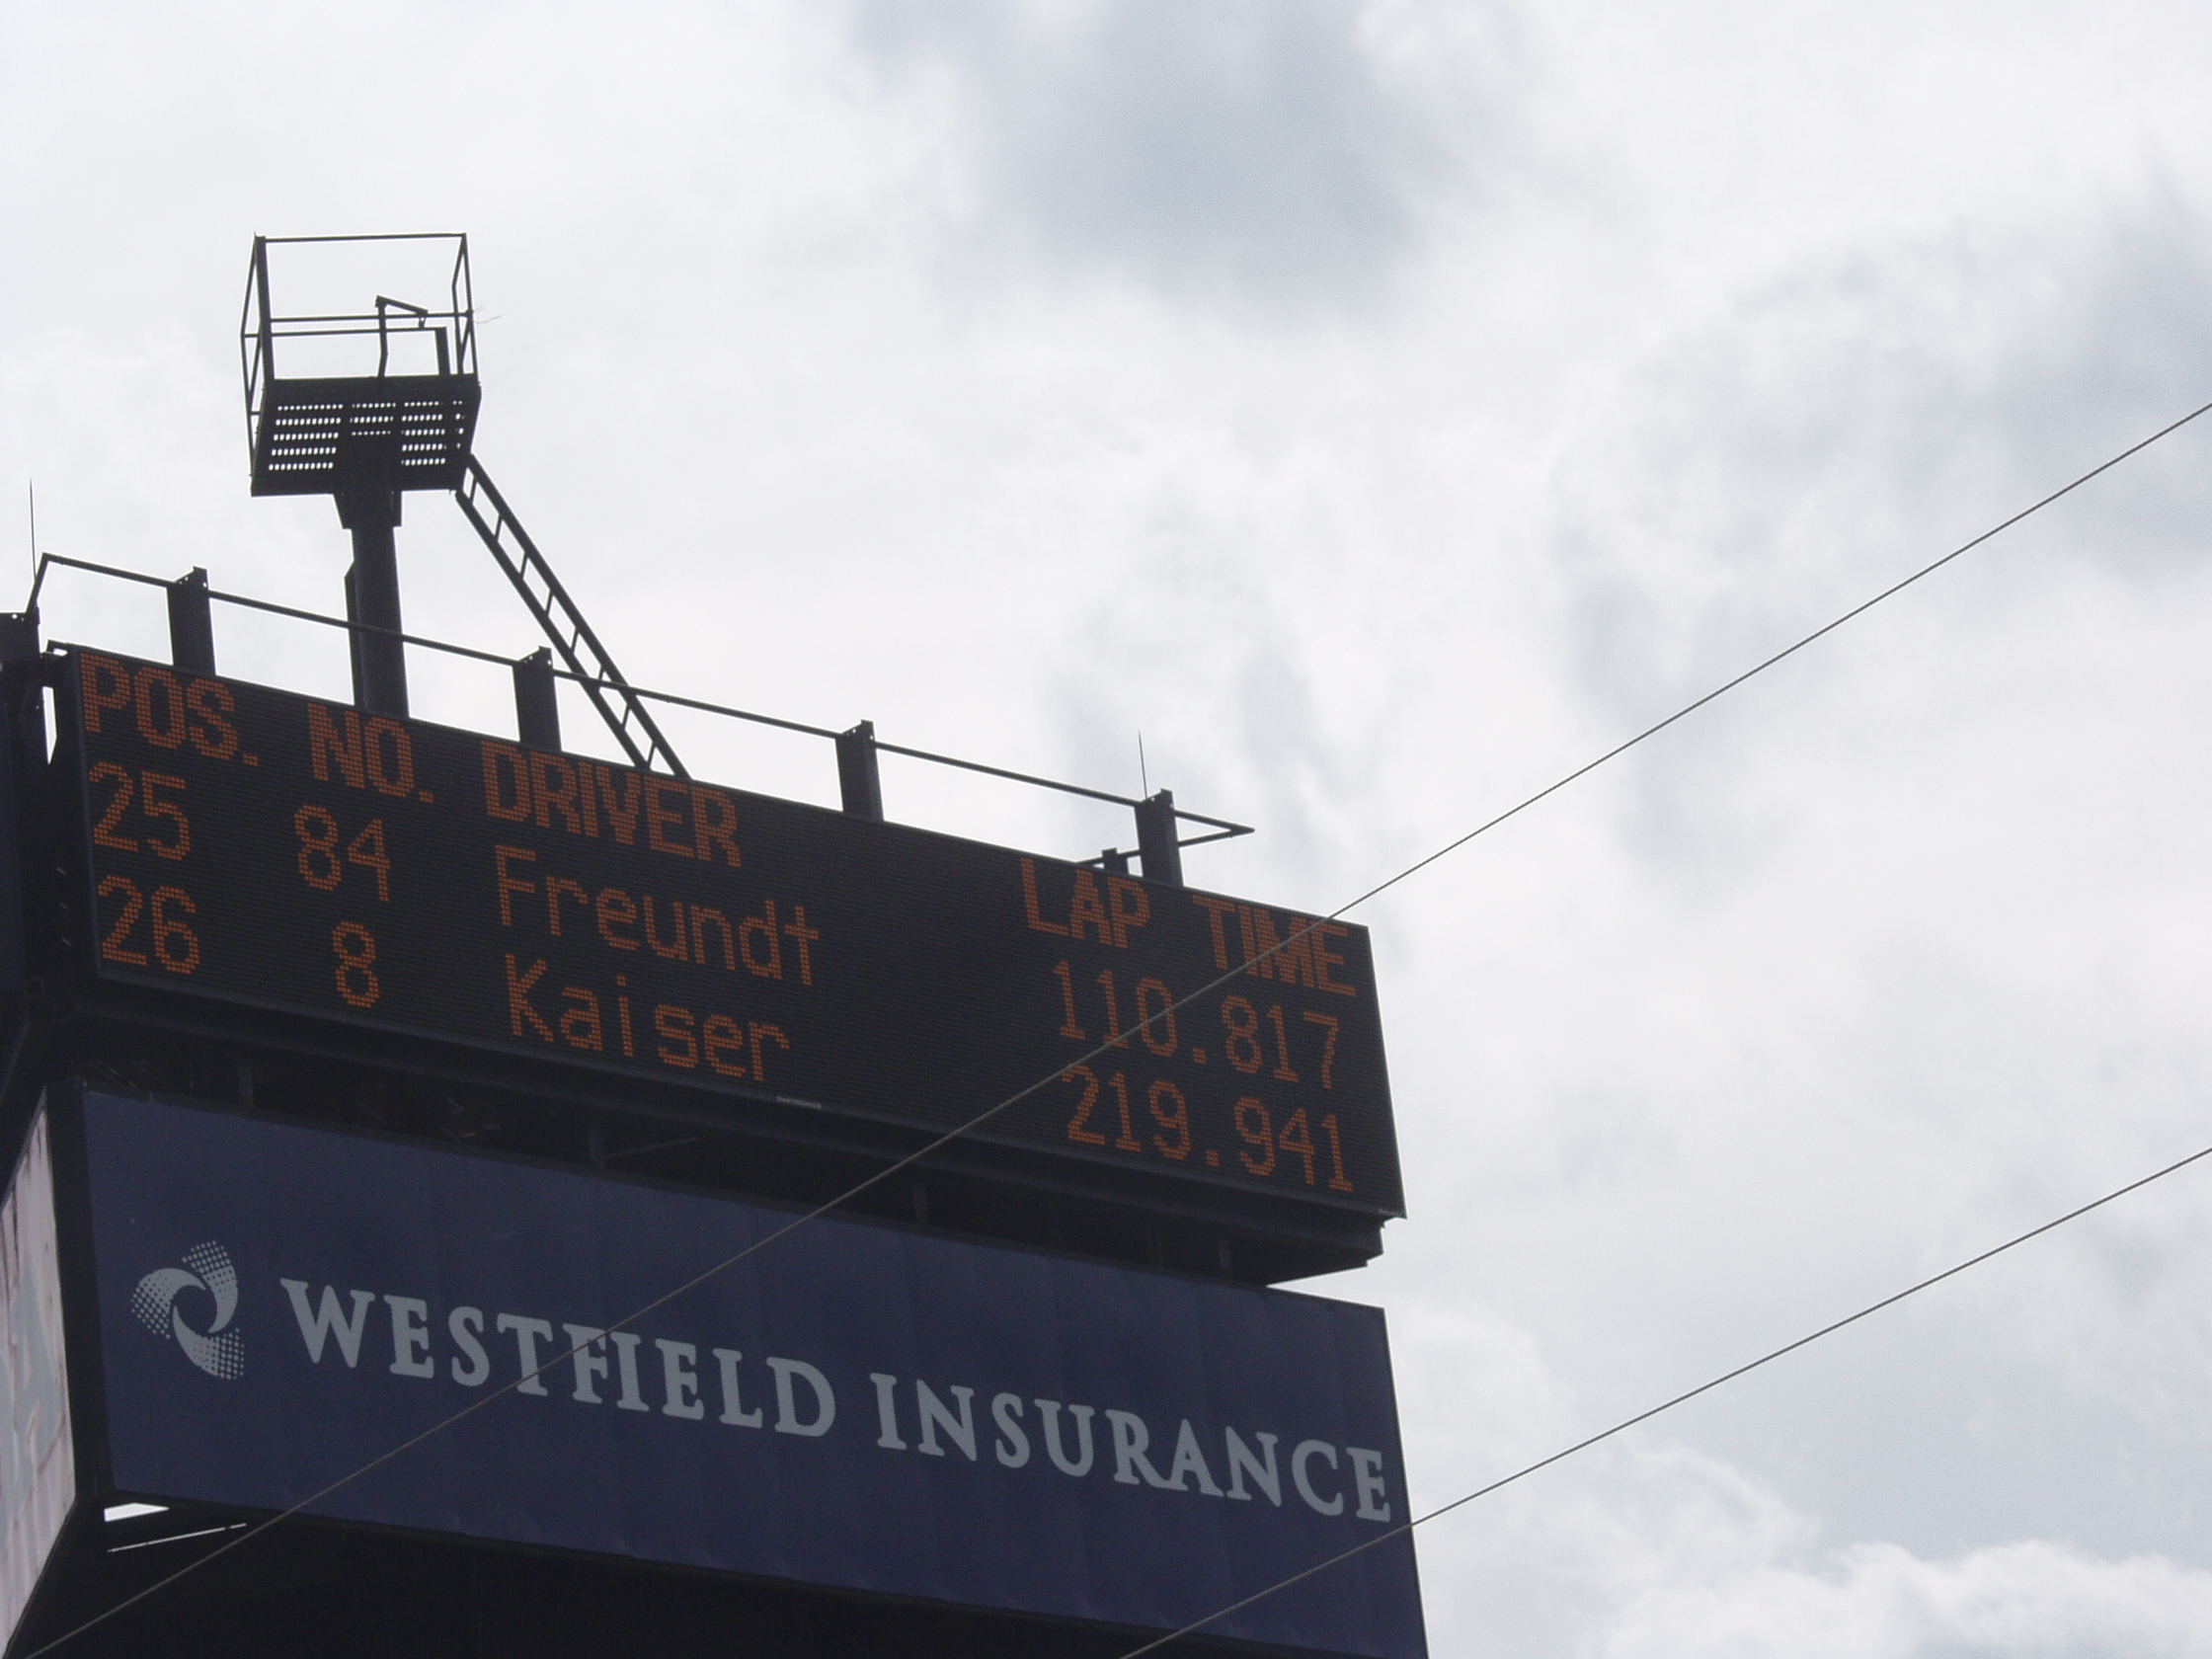 POS. NO. DRIVER LAP TIME
25 84 Freundt 110.817
26 8 Kaiser 219.941
WESTFIELD INSURANCE